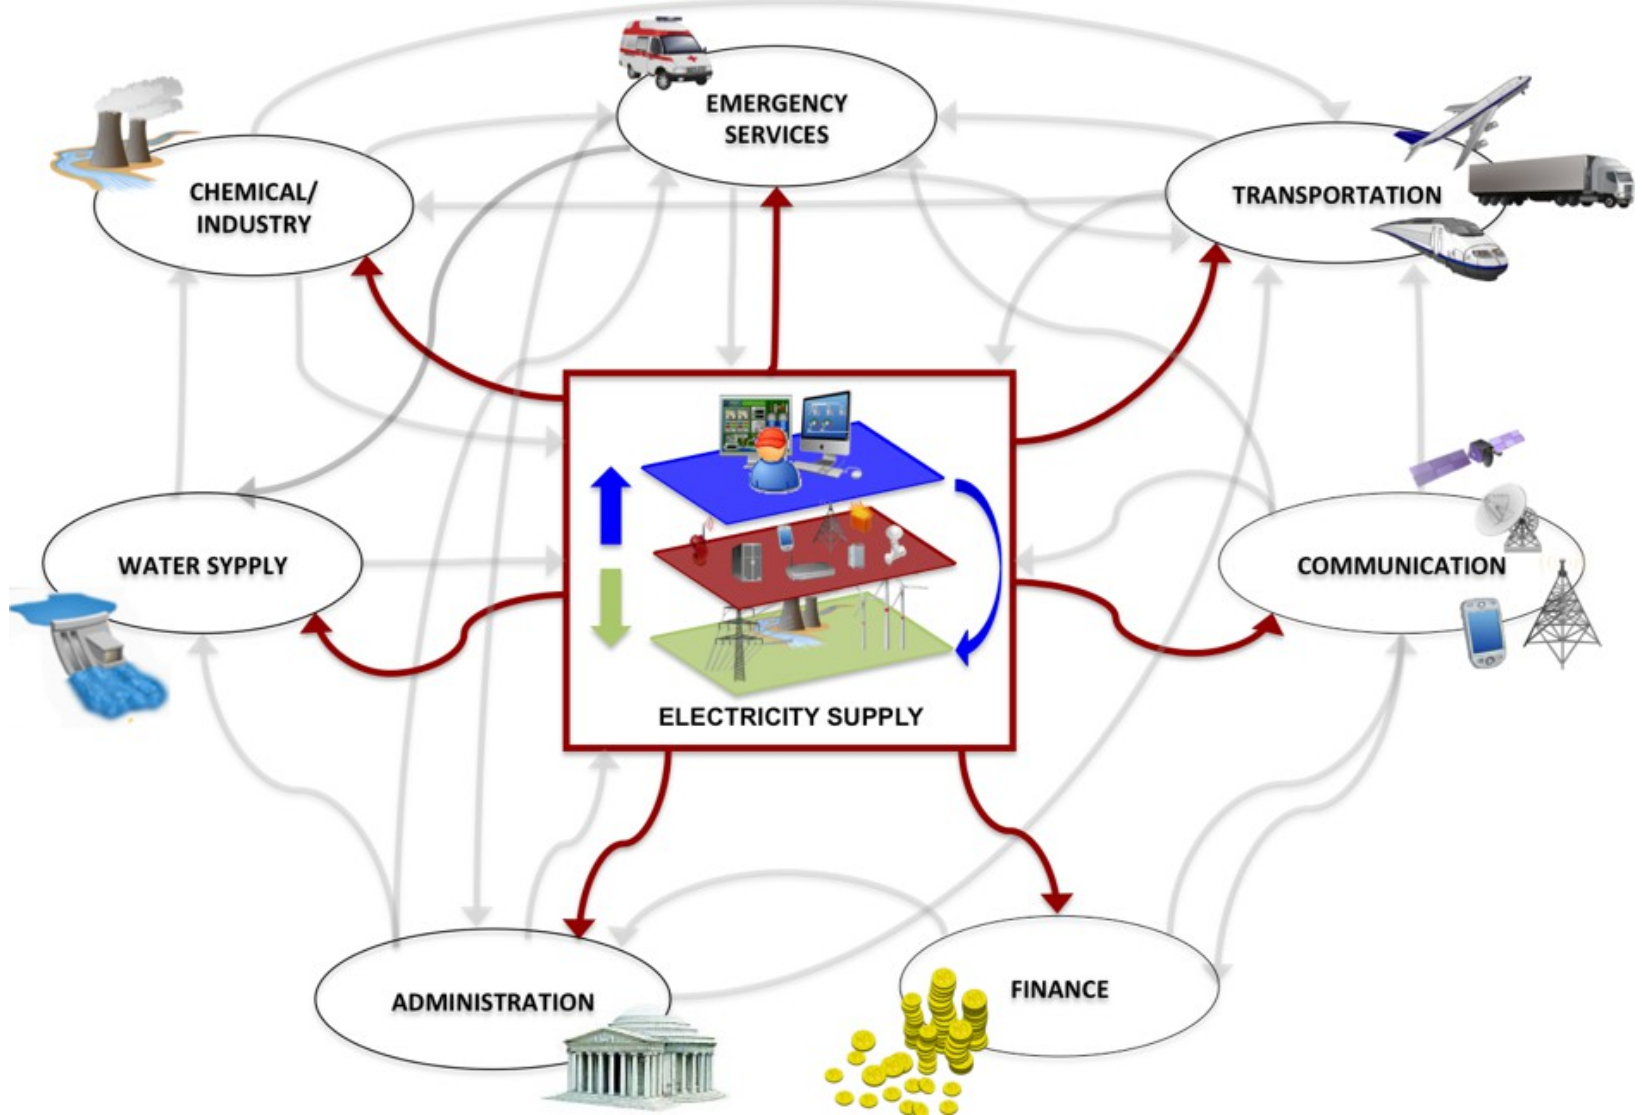 EMERGENCY
SERVICES
CHEMICAL/
INDUSTRY
TRANSPORTATION
WATER SYPPLY
COMMUNICATION
ELECTRICITY SUPPLY
ADMINISTRATION
FINANCE